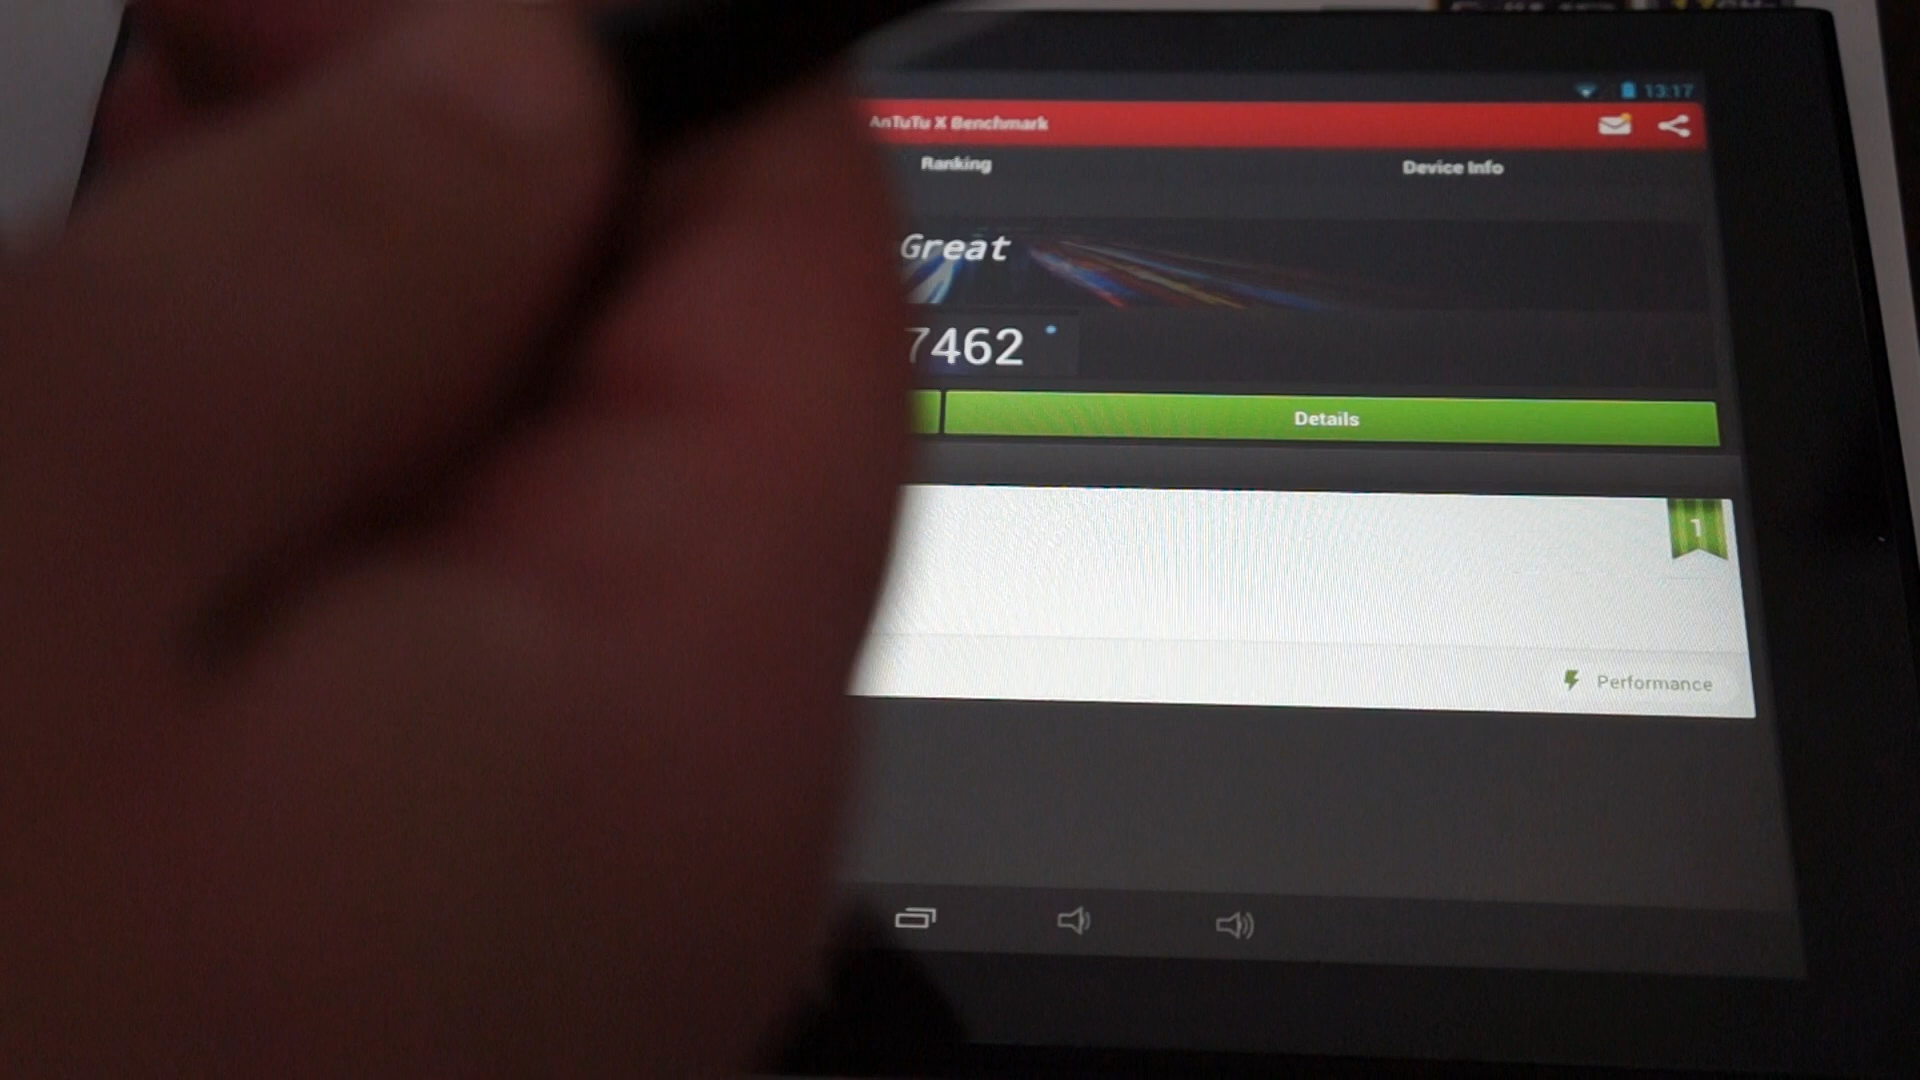 13:17
AnTuTu X Benchmark
Ranking
Device Info
Great
7462
Details
1
Performance